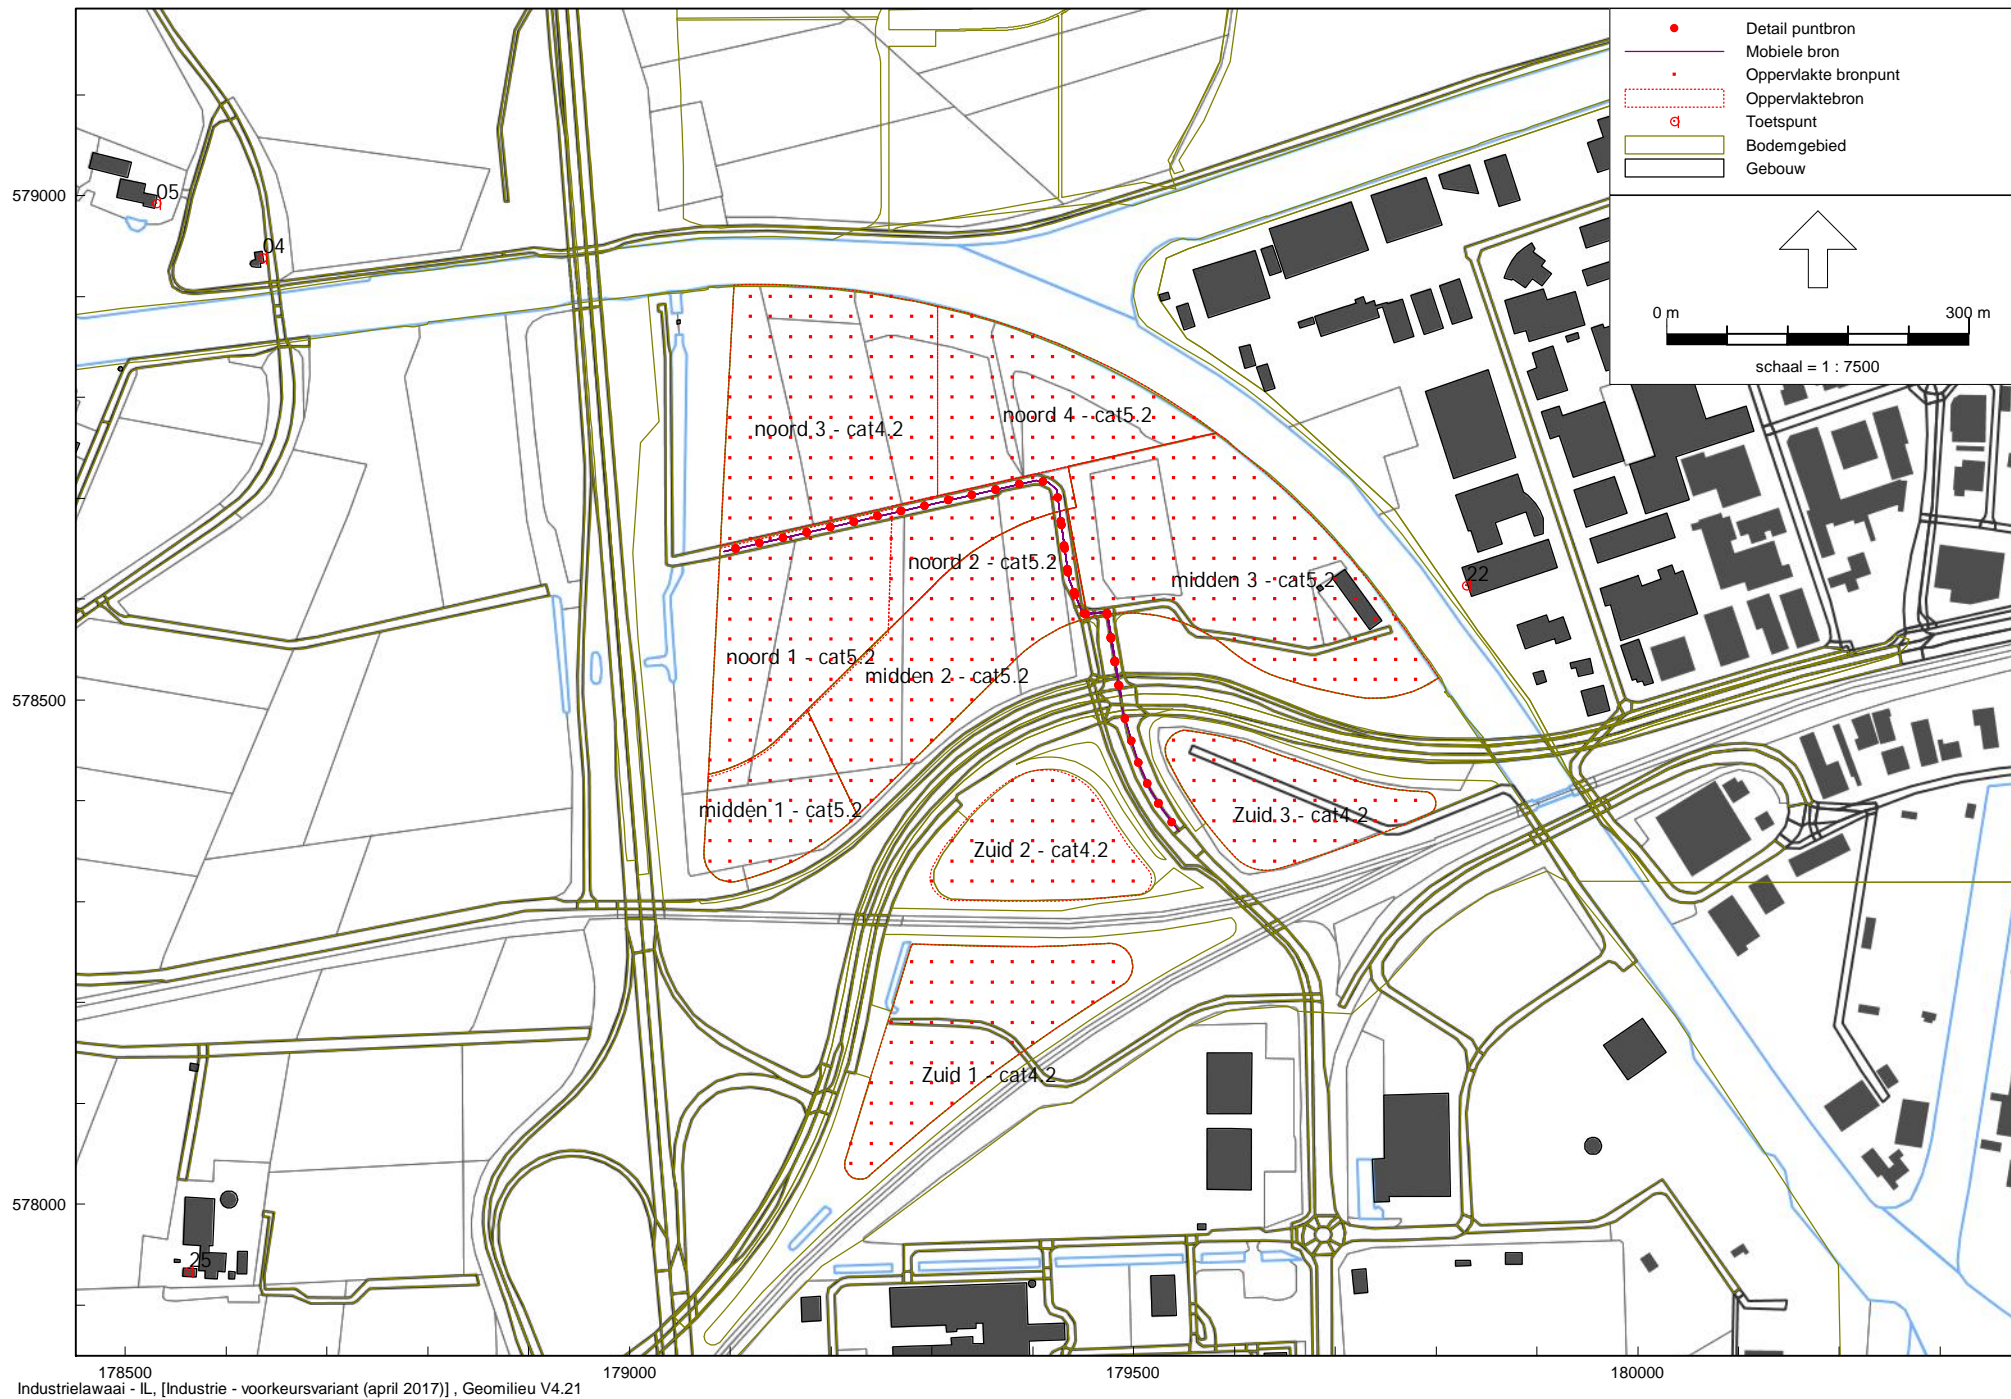 Detail puntbron
Mobiele bron
Oppervlakte bronpunt
Oppervlaktebron
Toetspunt
Bodemgebied
Gebouw
0 m 300 m
schaal = 1 : 7500
579000
05
04
noord 3 - cat4.2
noord 4 - cat5.2
noord 2 - cat5.2
midden 3 - cat5.2
22
noord 1 - cat5.2
midden 2 - cat5.2
578500
midden 1 - cat5.2
Zuid 3 - cat4.2
Zuid 2 - cat4.2
Zuid 1 - cat4.2
578000
25
178500 179000 179500 180000
Industrielawaai - IL, [Industrie - voorkeursvariant (april 2017)] , Geomilieu V4.21